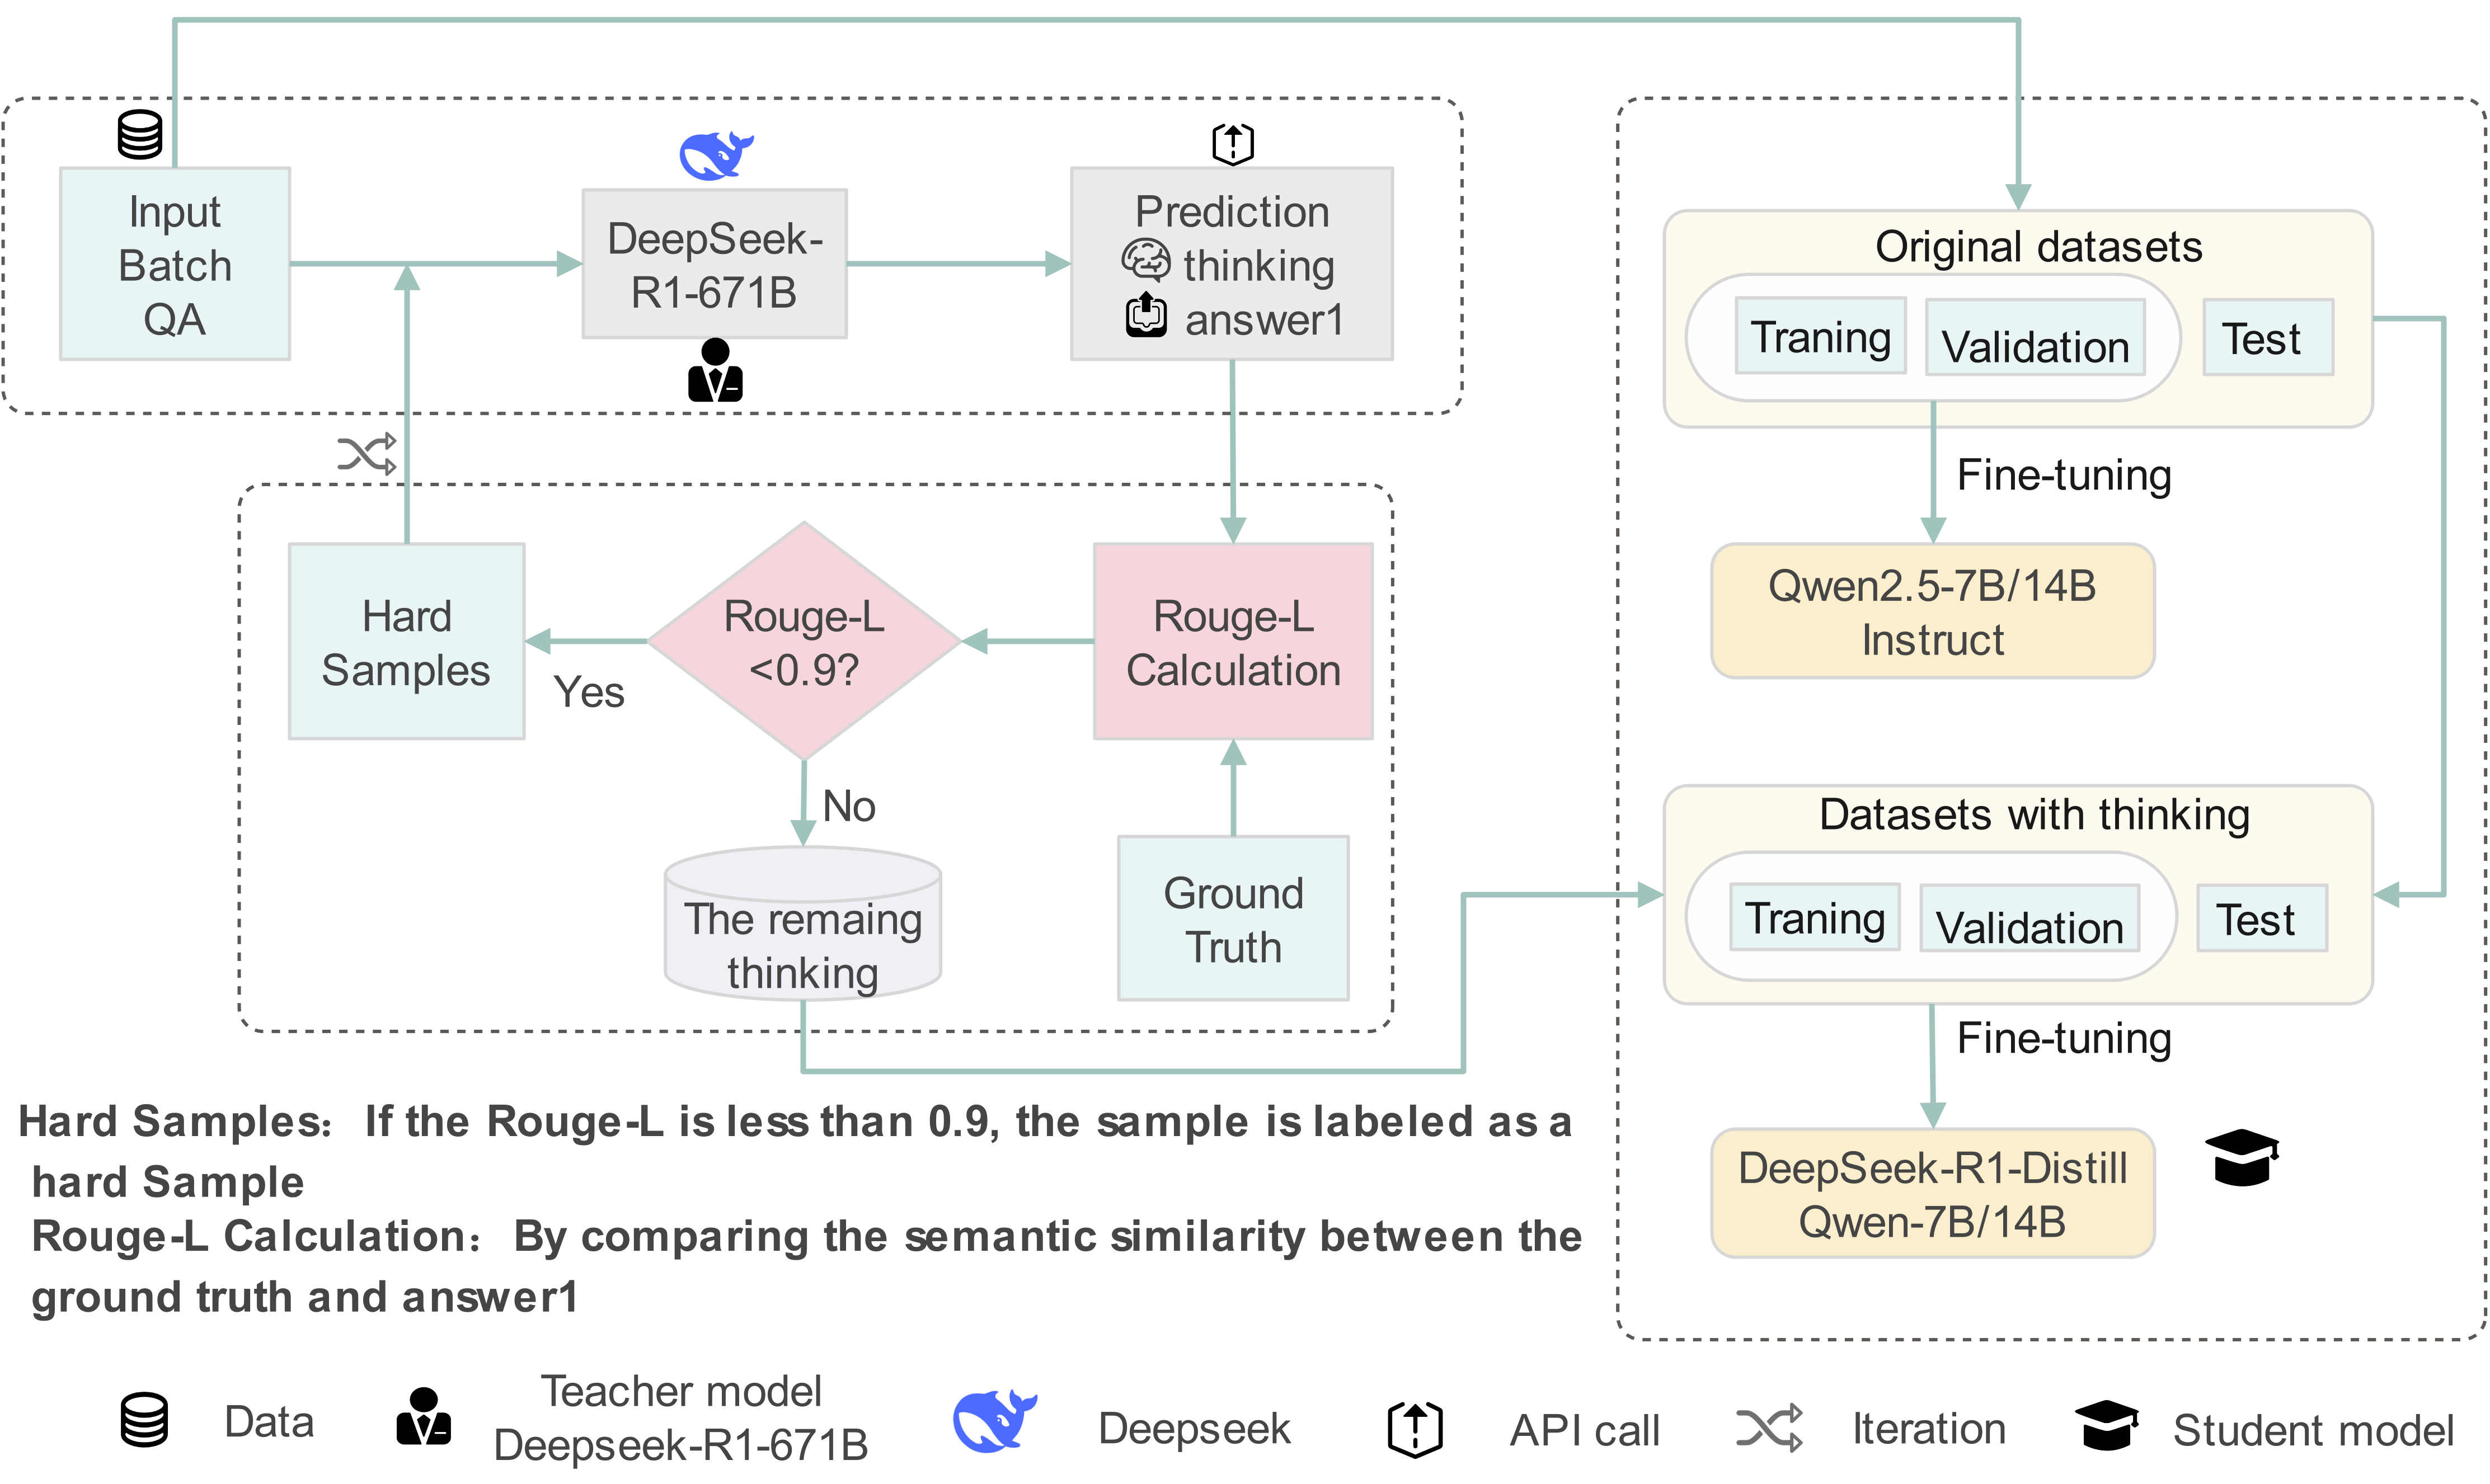 Input
Batch
QA
DeepSeek-
R1-671B
Prediction
thinking
answer1
Hard
Samples
Yes
Rouge-L
<0.9?
No
Rouge-L
Calculation
The remaing
thinking
Ground
Truth
Original datasets
Traning
Validation
Test
Fine-tuning
Qwen2.5-7B/14B
Instruct
Datasets with thinking
Traning
Validation
Test
Fine-tuning
DeepSeek-R1-Distill
Qwen-7B/14B
Hard Samples： If the Rouge-L is less than 0.9, the sample is labeled as a
hard Sample
Rouge-L Calculation： By comparing the semantic similarity between the
ground truth and answer1
Data
Teacher model
Deepseek-R1-671B
Deepseek
API call
Iteration
Student model